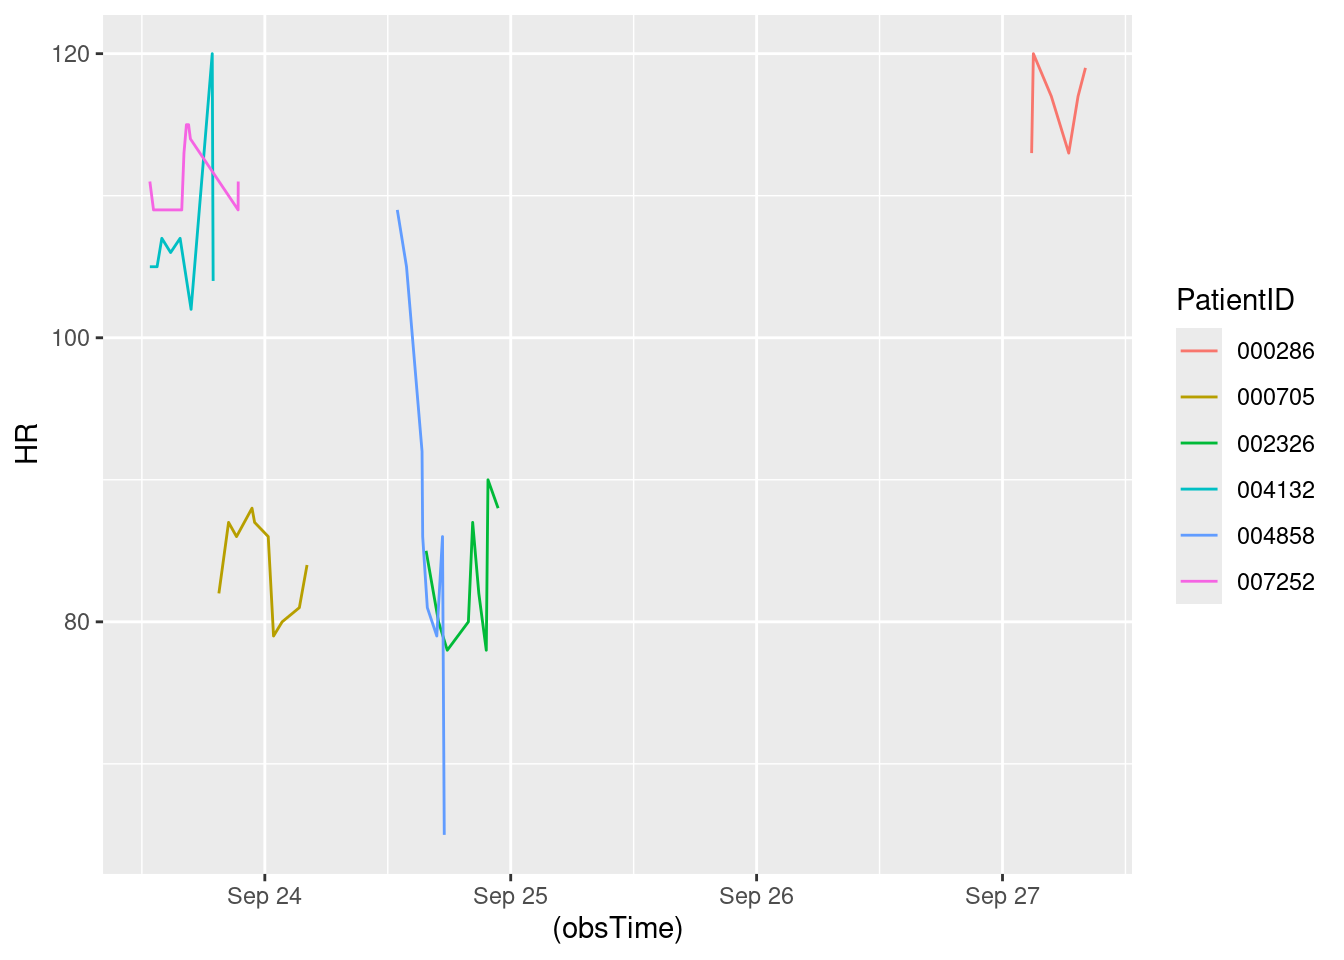 120
100
80
HR
Sep 24
Sep 25
Sep 26
Sep 27
(obsTime)
PatientID
000286
000705
002326
004132
004858
007252